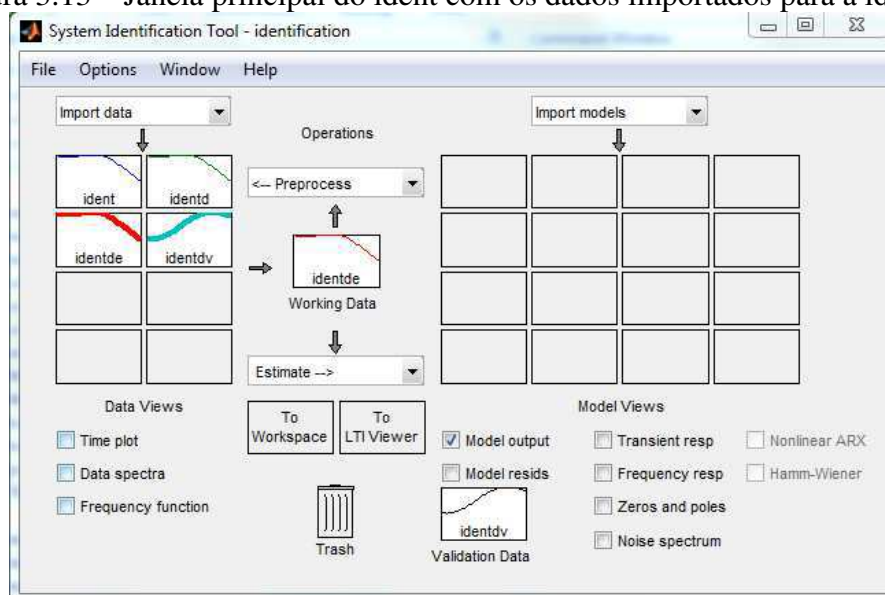 ra 3.13 – Janela principal do ident com os dados importados para a id
System Identification Tool - identification
File Options Window Help
Import data
Import models
Operations
ident
identd
<-- Preprocess
identde
identdv
identde
Working Data
Estimate -->
Data Views
Model Views
To Workspace
To LTI Viewer
Time plot
Model output
Transient resp
Nonlinear ARX
Data spectra
Model resids
Frequency resp
Hamm-Wiener
Frequency function
identdv
Zeros and poles
Trash
Validation Data
Noise spectrum